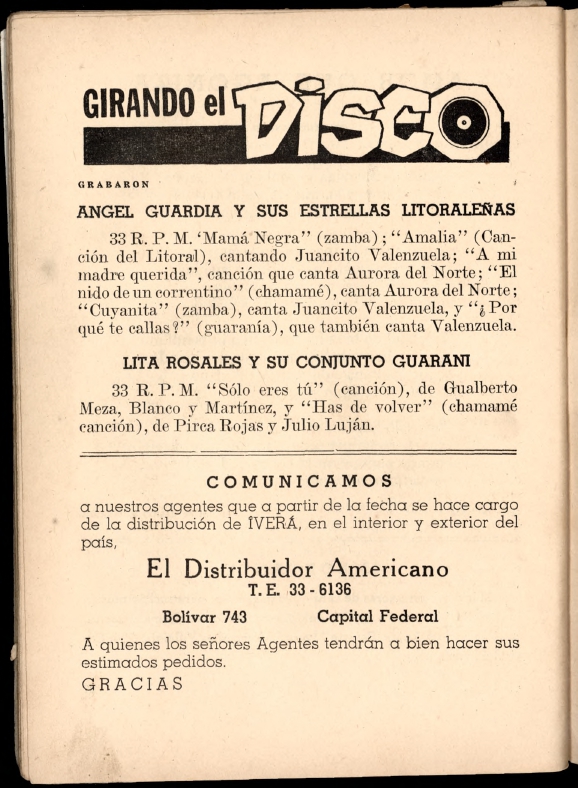 GIRANDO el DISCO
GRABARON
ANGEL GUARDIA Y SUS ESTRELLAS LITORALEÑAS
33 R. P. M. ‘Mamá Negra” (zamba) ; “Amalia” (Can-
ción del Litoral), cantando Juancito Valenzuela; “A mi
madre querida”, canción que canta Aurora del Norte; “El
nido de un correntino” (chamamé), canta Aurora del Norte;
“Cuyanita” (zamba), canta Juancito Valenzuela, y “¿Por
qué te callas?” (guaranía), que también canta Valenzuela.
LITA ROSALES Y SU CONJUNTO GUARANI
33 R. P. M. “Sólo eres tú” (canción), de Gualberto
Meza, Blanco y Martínez, y “Has de volver” (chamamé
canción), de Pirca Rojas y Julio Luján.
COMUNICAMOS
a nuestros agentes que a partir de la fecha se hace cargo
de la distribución de IVERÁ, en el interior y exterior del
país,
El Distribuidor Americano
T. E. 33 - 6136
Bolívar 743 Capital Federal
A quienes los señores Agentes tendrán a bien hacer sus
estimados pedidos.
GRACIAS